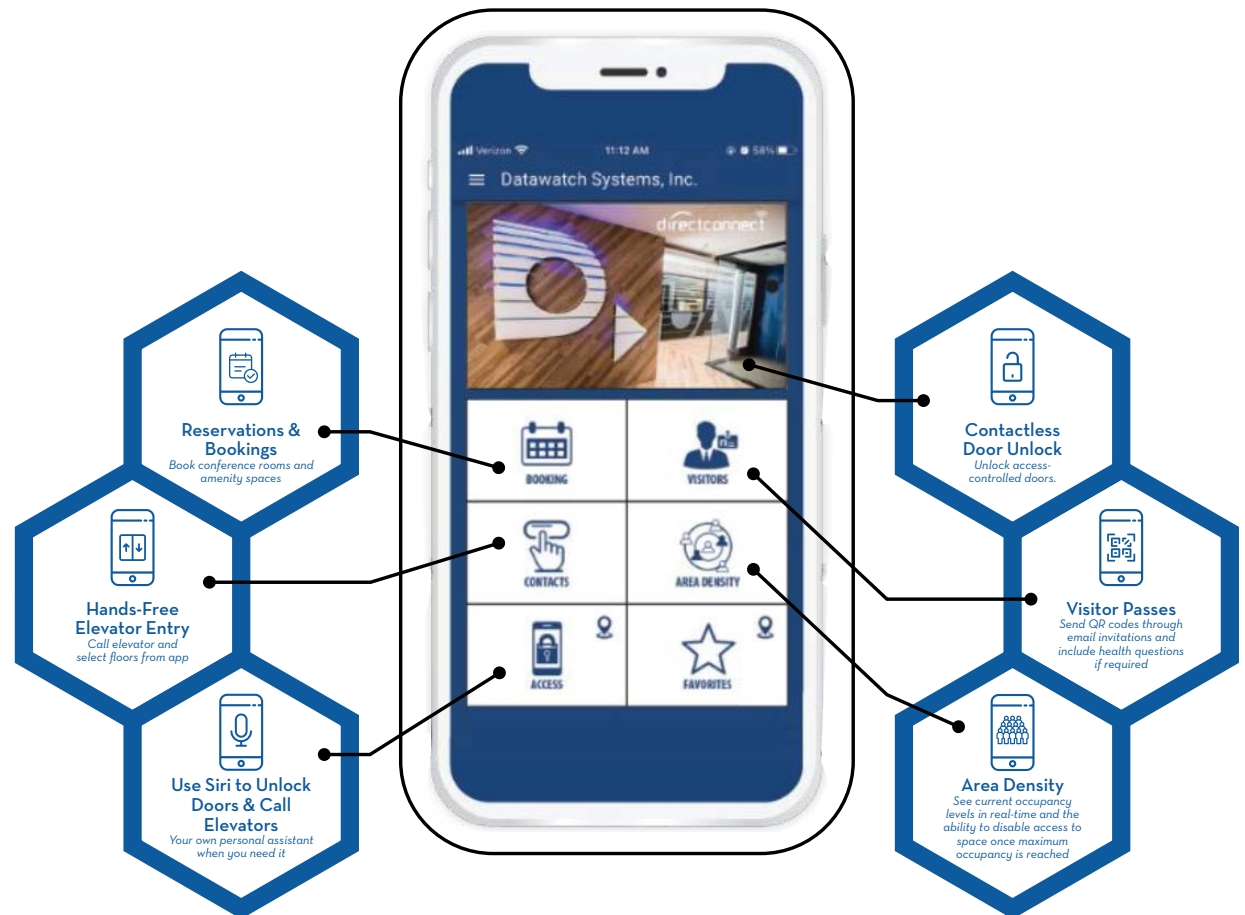 Verizon
11:12 AM
58%
Datawatch Systems, Inc.
directconnect
BOOKING
VISITORS
CONTACTS
AREA DENSITY
ACCESS
FAVORITES
Reservations &
Bookings
Book conference rooms and
amenity spaces
Hands-Free
Elevator Entry
Call elevator and
select floors from app
Use Siri to Unlock
Doors & Call
Elevators
Your own personal assistant
when you need it
Contactless
Door Unlock
Unlock access-
controlled doors.
Visitor Passes
Send QR codes through
email invitations and
include health questions
if required
Area Density
See current occupancy
levels in real-time and the
ability to disable access to
space once maximum
occupancy is reached